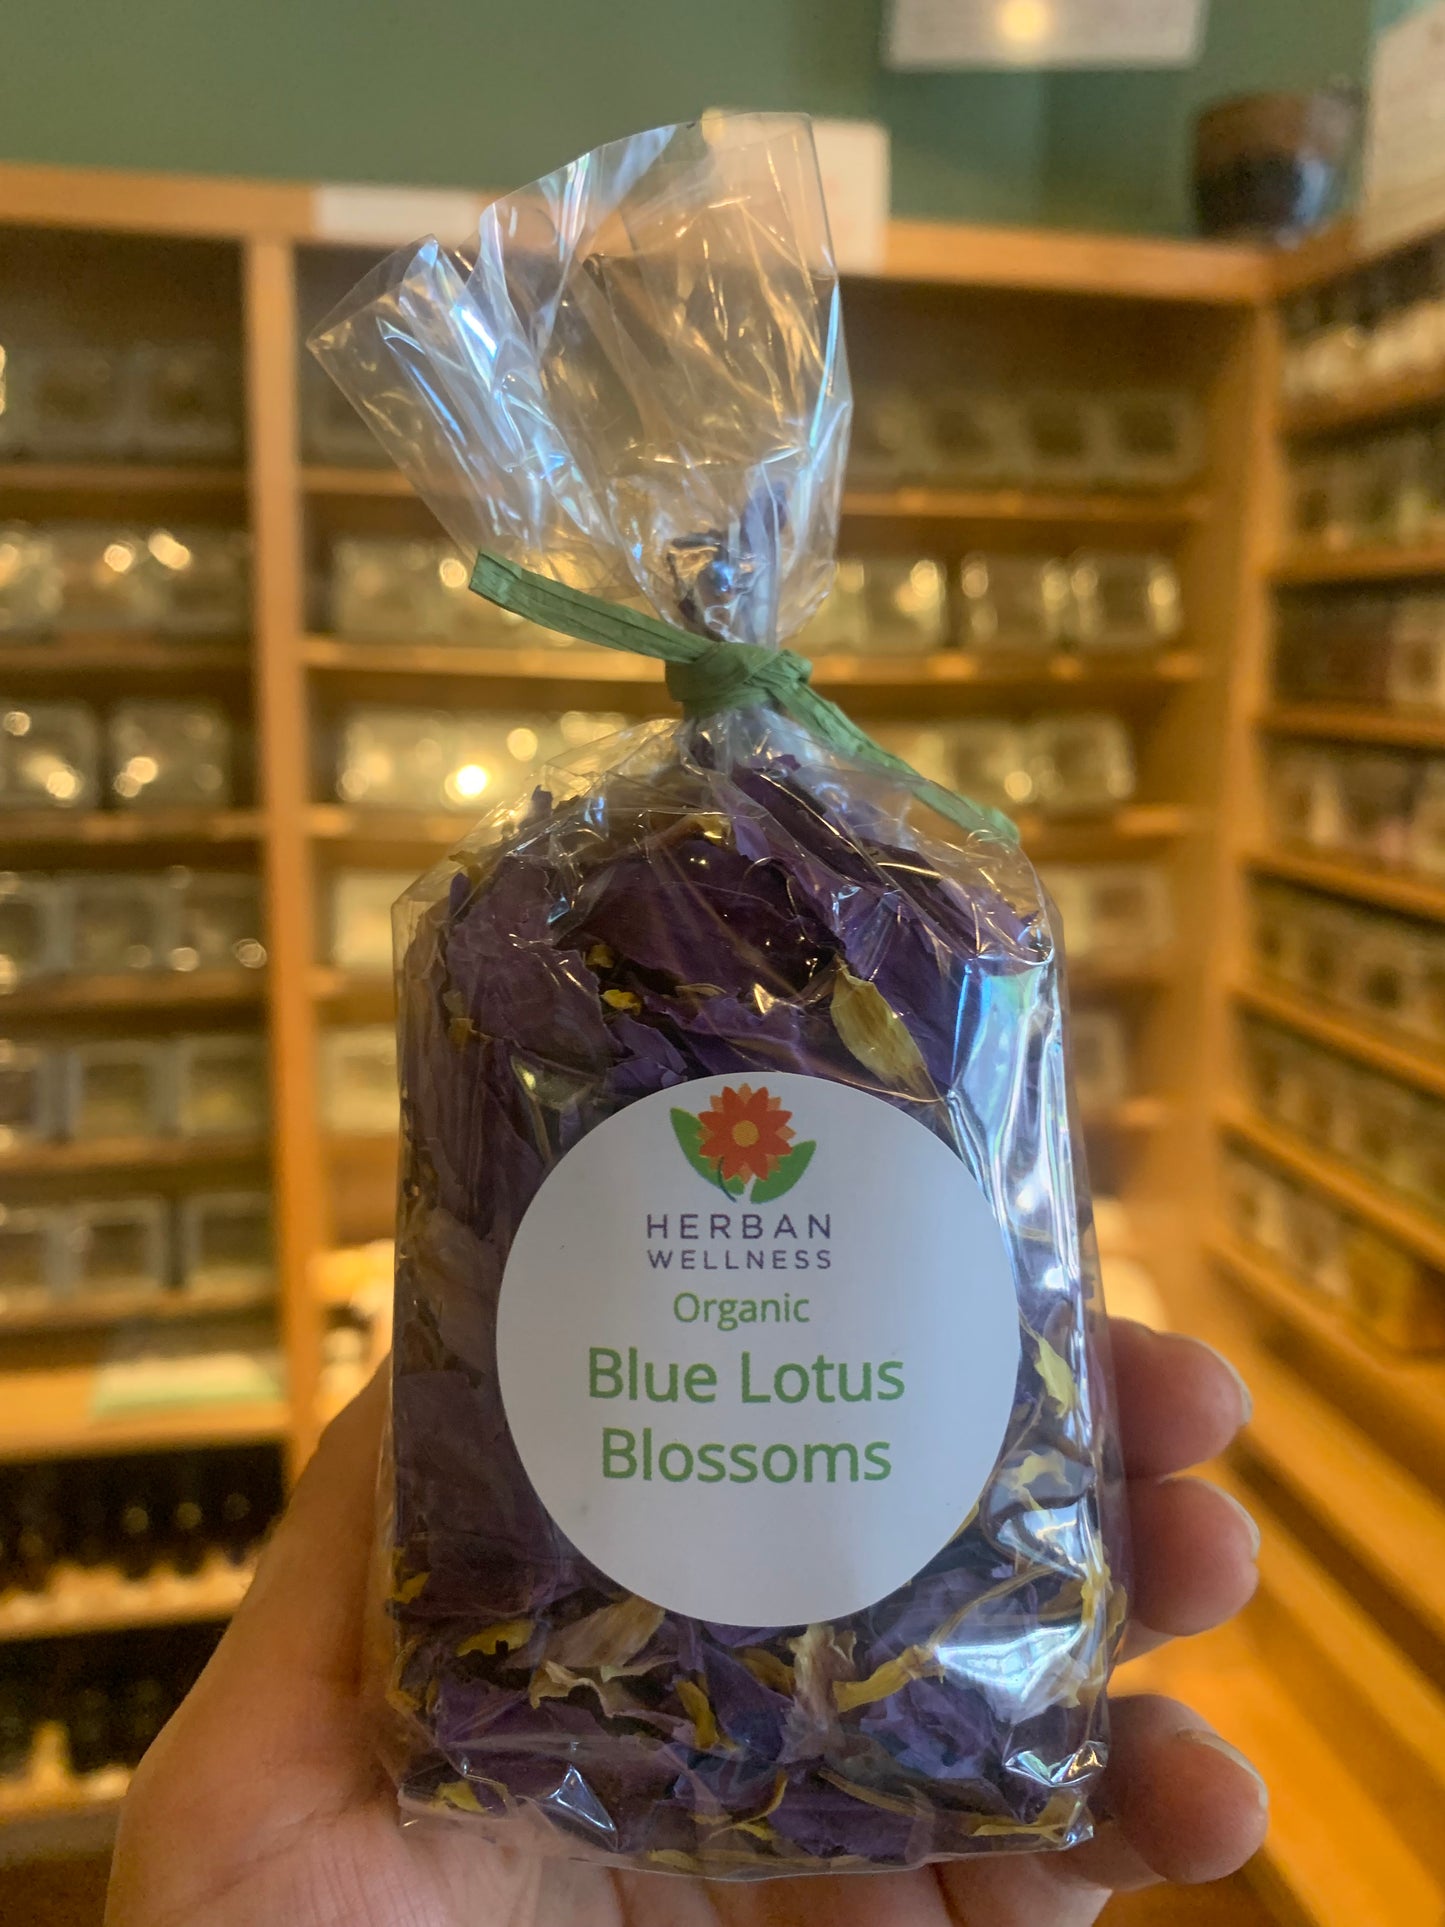 HERBAN
WELLNESS
Organic
Blue Lotus
Blossoms